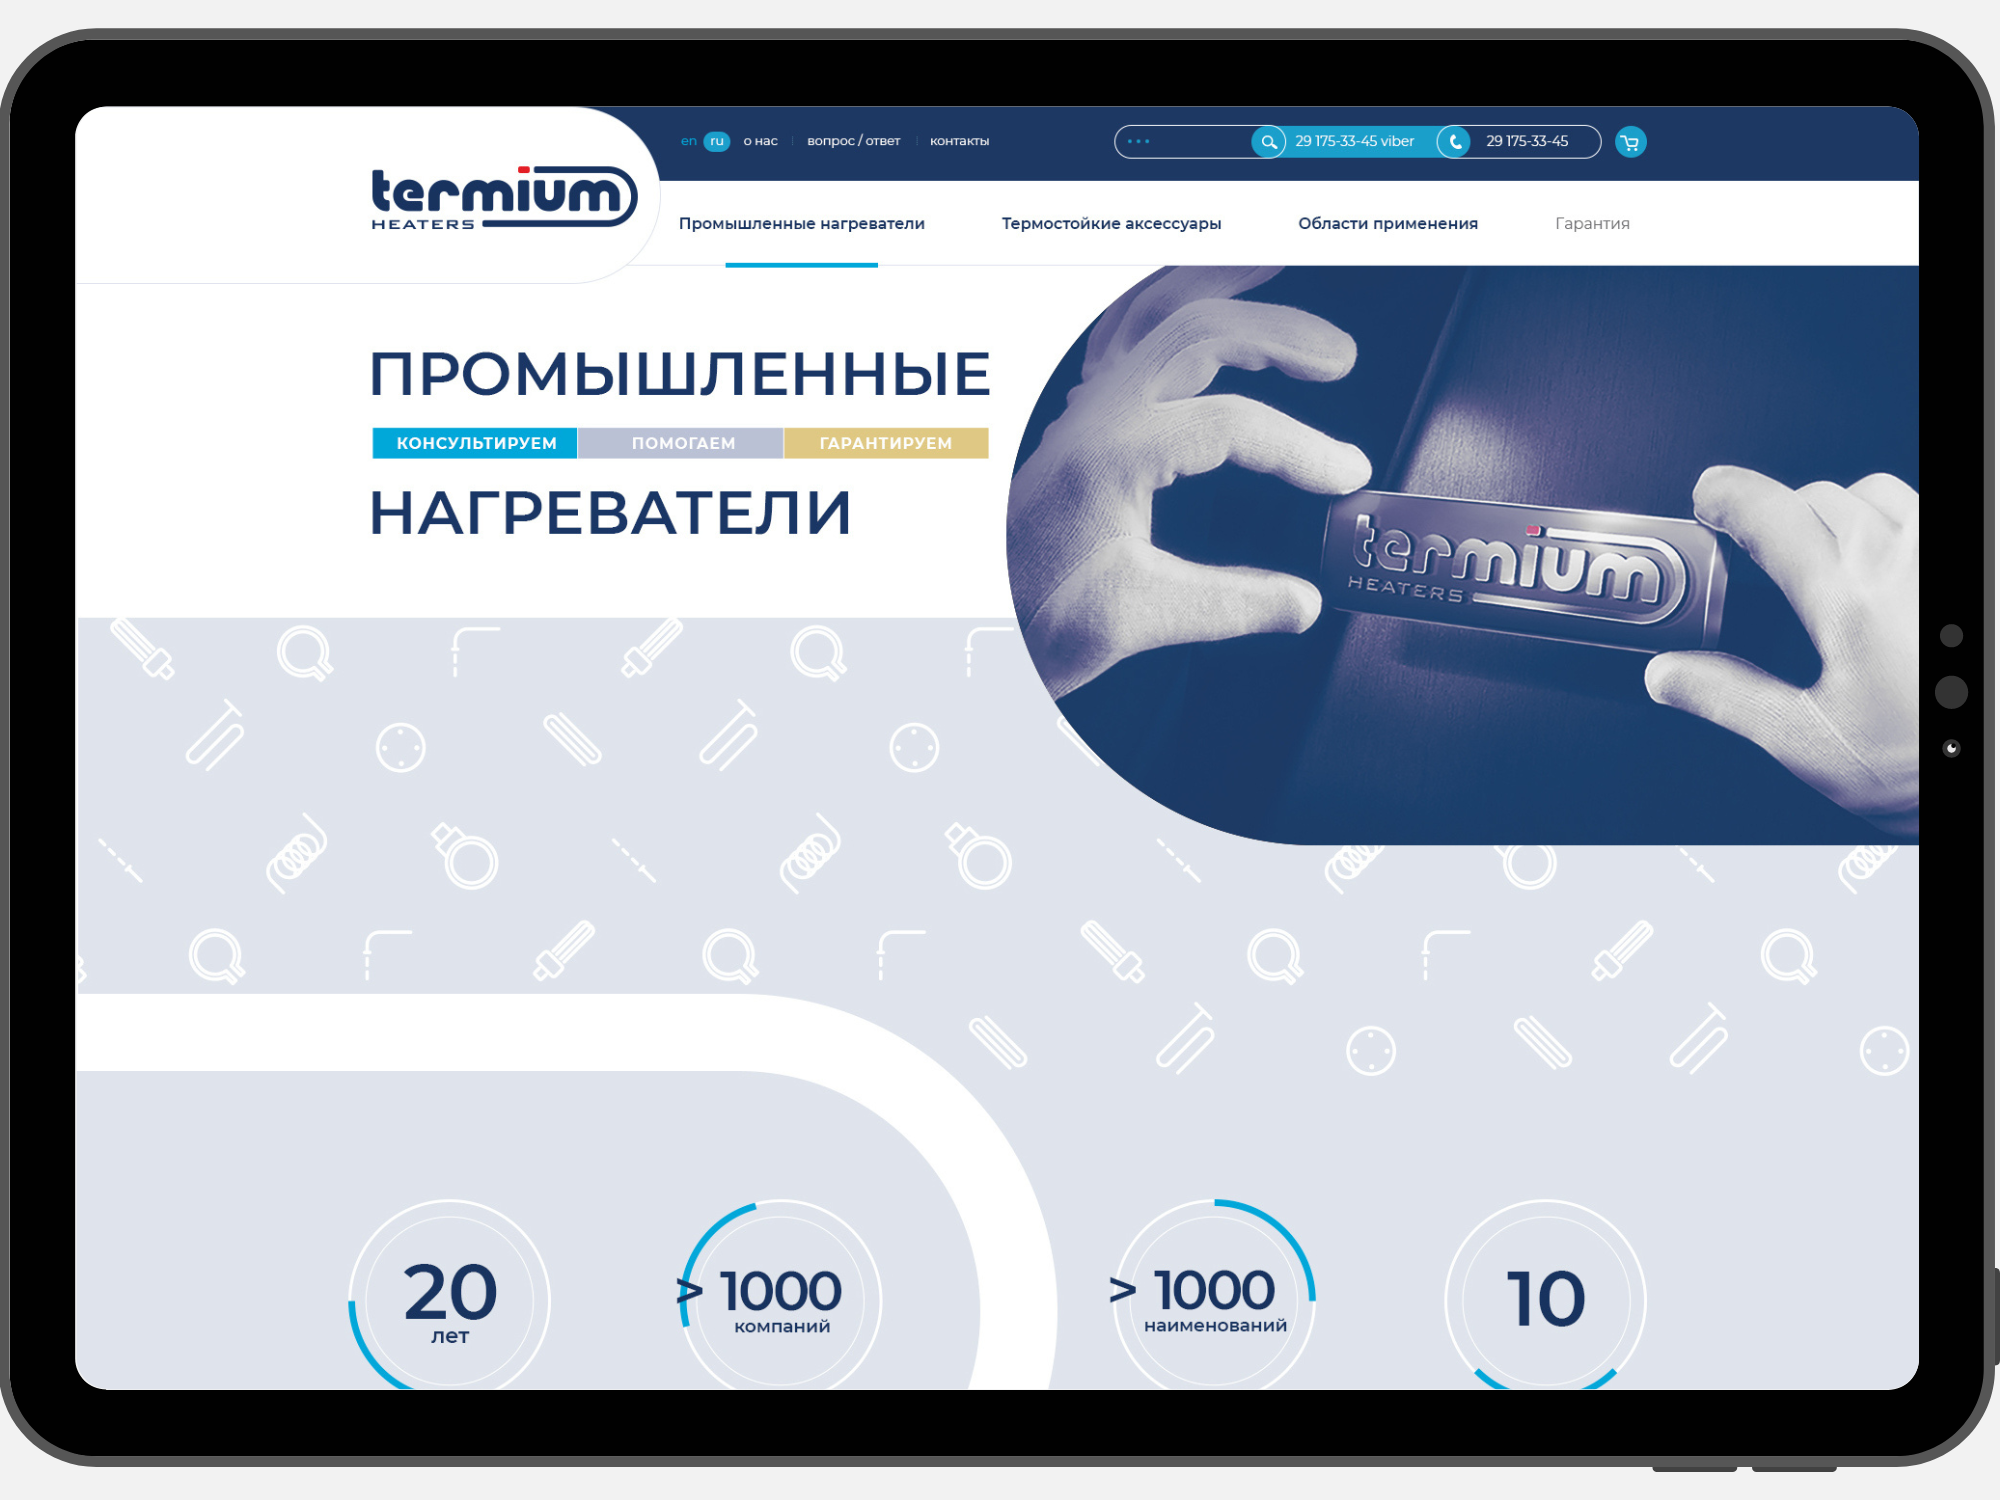 en ru о нас вопрос / ответ контакты
29 175-33-45 viber 29 175-33-45
termium
HEATERS
Промышленные нагреватели Термостойкие аксессуары Области применения Гарантия
ПРОМЫШЛЕННЫЕ
КОНСУЛЬТИРУЕМ ПОМОГАЕМ ГАРАНТИРУЕМ
НАГРЕВАТЕЛИ
termium
HEATERS
20
лет
> 1000
компаний
> 1000
наименований
10